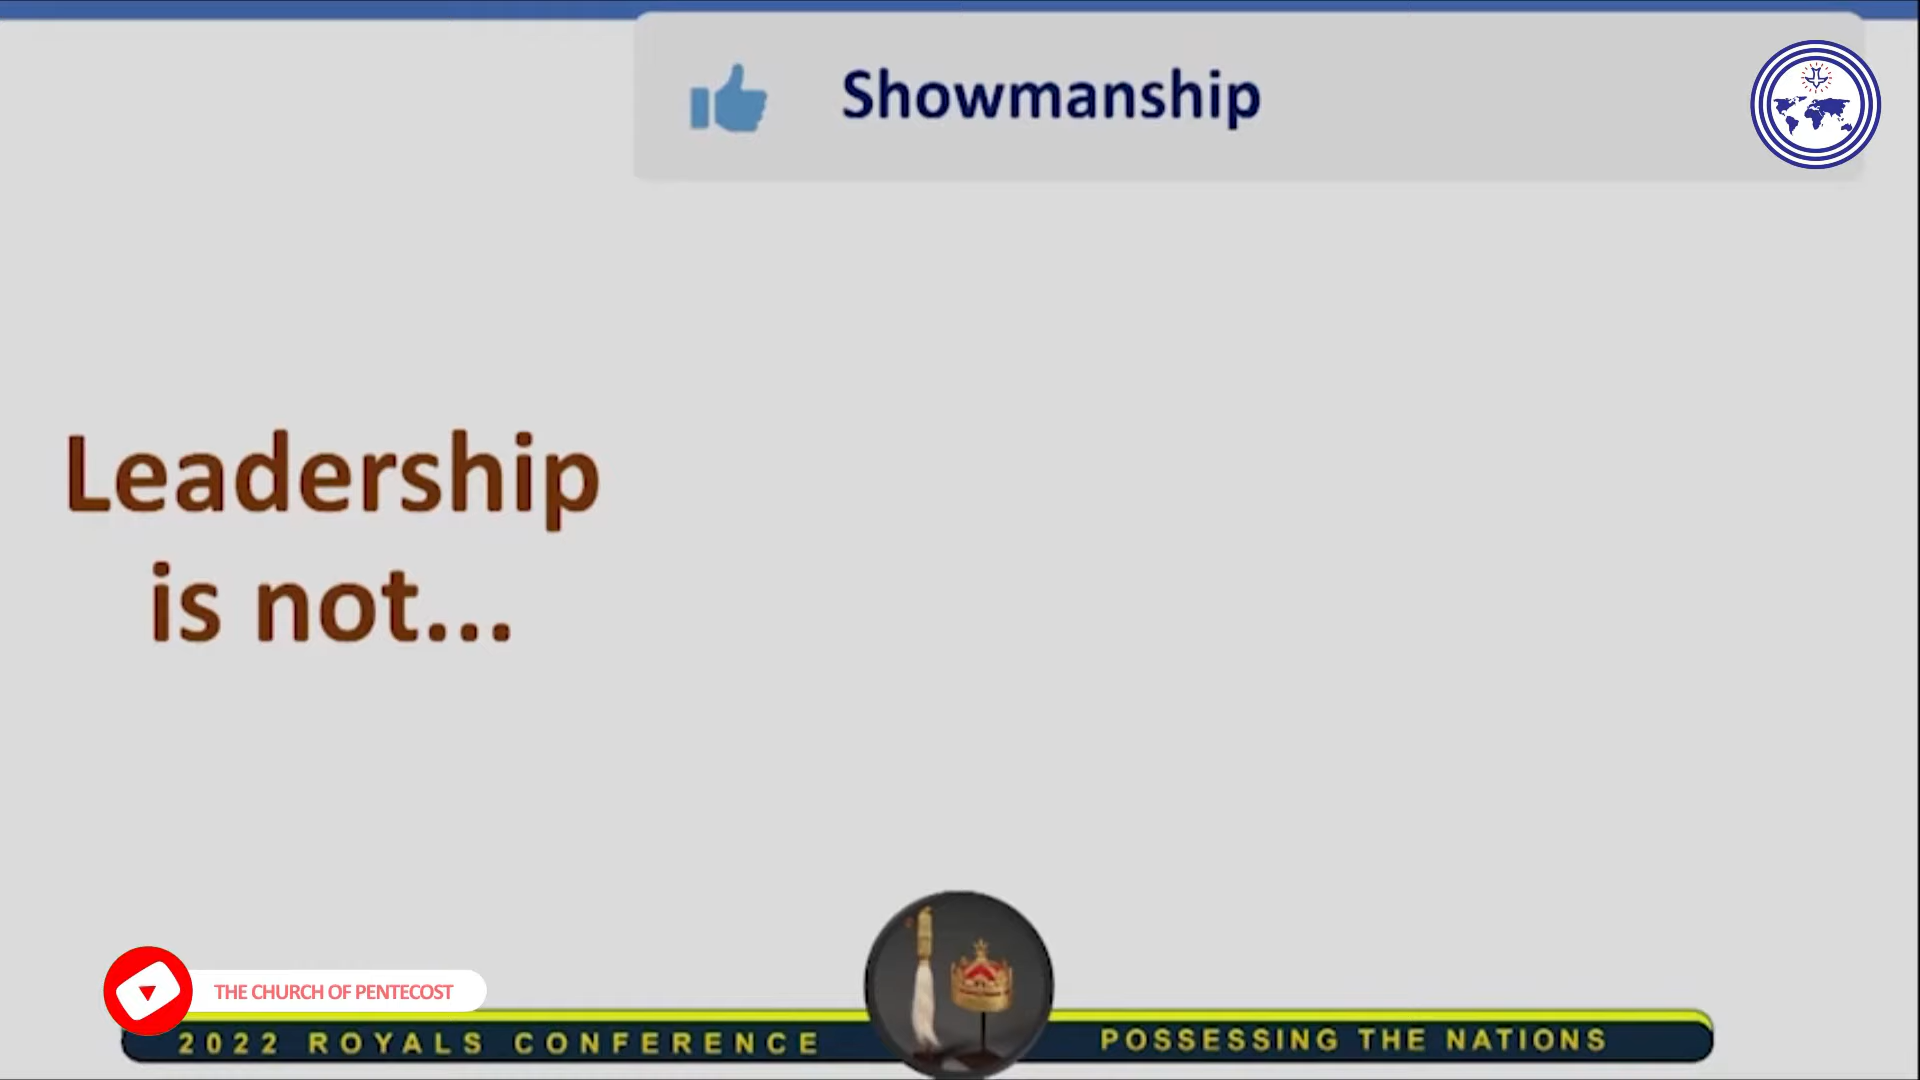 Showmanship
Leadership
is not...
THE CHURCH OF PENTECOST
2022 ROYALS CONFERENCE
POSSESSING THE NATIONS